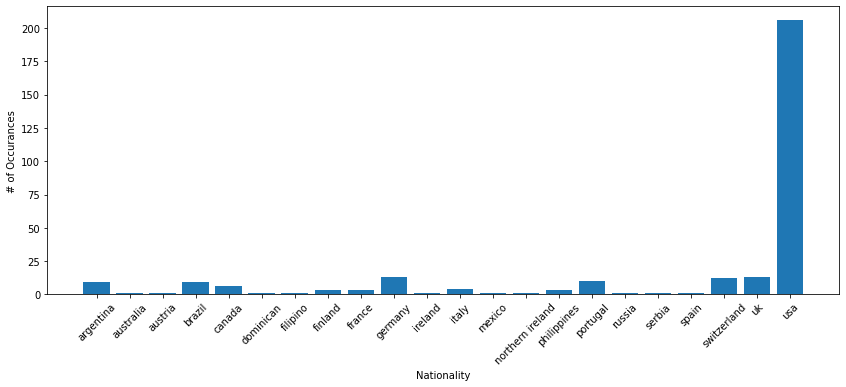 200
175
150
125
100
75
50
25
0
# of Occurances
argentina
australia
austria
brazil
canada
dominican
filipino
finland
france
germany
ireland
italy
mexico
northern ireland
philippines
portugal
russia
serbia
spain
switzerland
uk
usa
Nationality